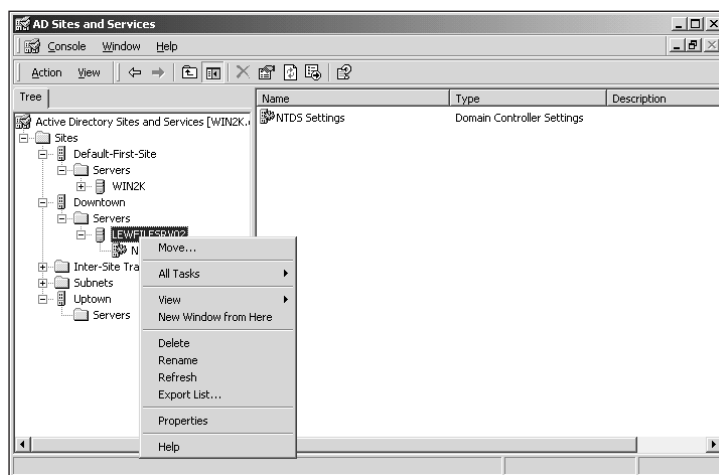 AD Sites and Services
Console Window Help
Action View
Tree
Name Type Description
Active Directory Sites and Services [WIN2K.
NTDS Settings Domain Controller Settings
Sites
Default-First-Site
Servers
WIN2K
Downtown
Servers
LEWFILESRV02
N
Inter-Site Tra
Subnets
Uptown
Servers
Move...
All Tasks
View
New Window from Here
Delete
Rename
Refresh
Export List...
Properties
Help